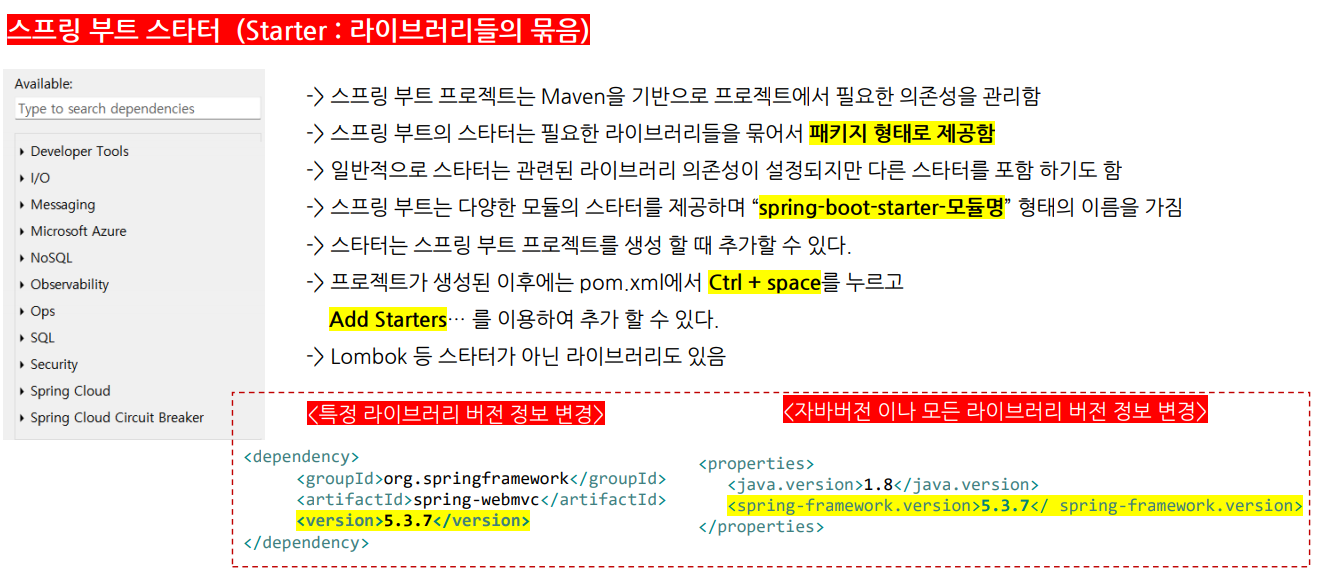 스프링 부트 스타터 (Starter : 라이브러리들의 묶음)
Available:
Type to search dependencies
Developer Tools
I/O
Messaging
Microsoft Azure
NoSQL
Observability
Ops
SQL
Security
Spring Cloud
Spring Cloud Circuit Breaker
-> 스프링 부트 프로젝트는 Maven을 기반으로 프로젝트에서 필요한 의존성을 관리함
-> 스프링 부트의 스타터는 필요한 라이브러리들을 묶어서 패키지 형태로 제공함
-> 일반적으로 스타터는 관련된 라이브러리 의존성이 설정되지만 다른 스타터를 포함 하기도 함
-> 스프링 부트는 다양한 모듈의 스타터를 제공하며 “spring-boot-starter-모듈명” 형태의 이름을 가짐
-> 스타터는 스프링 부트 프로젝트를 생성 할 때 추가할 수 있다.
-> 프로젝트가 생성된 이후에는 pom.xml에서 Ctrl + space를 누르고
Add Starters… 를 이용하여 추가 할 수 있다.
-> Lombok 등 스타터가 아닌 라이브러리도 있음
<특정 라이브러리 버전 정보 변경>
<dependency>
<groupId>org.springframework</groupId>
<artifactId>spring-webmvc</artifactId>
<version>5.3.7</version>
</dependency>
<자바버전 이나 모든 라이브러리 버전 정보 변경>
<properties>
<java.version>1.8</java.version>
<spring-framework.version>5.3.7</ spring-framework.version>
</properties>